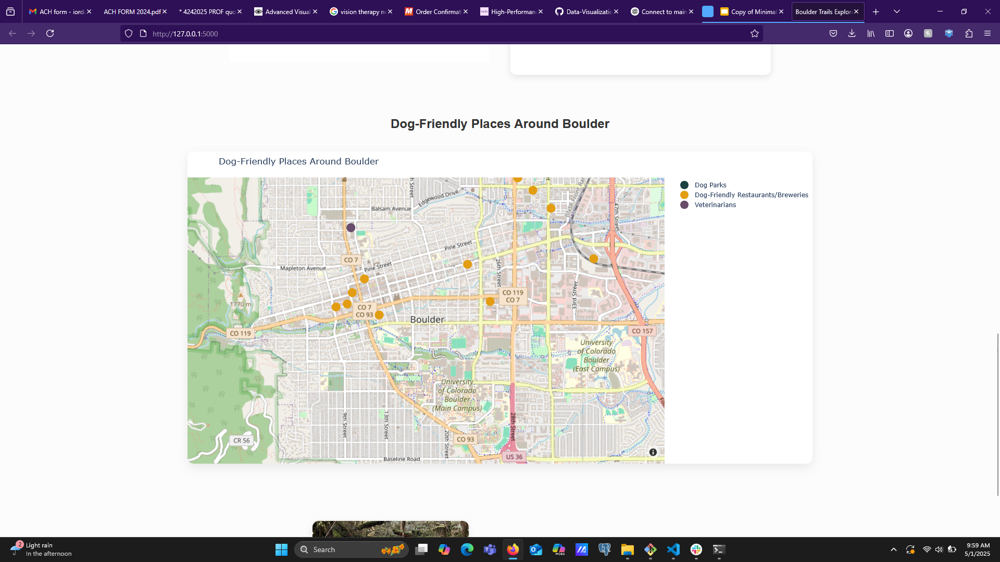 ACH form - iord
ACH FORM 2024.pdf
* 4242025 PROF quo
Advanced Visual
vision therapy n
Order Confirmat
High-Performan
Data-Visualizatio
Connect to main
Copy of Minimal
Boulder Trails Explor
http://127.0.0.1:5000
Dog-Friendly Places Around Boulder
Dog-Friendly Places Around Boulder
Dog Parks
Dog-Friendly Restaurants/Breweries
Veterinarians
Edgewood Drive
Balsam Avenue
BNSF Front Ran
47th Street
Pine Street
CO 7
Mapleton Avenue
Pine Street
26th Street
33rd Street
CO 119
CO 7
1770 m
CO 7
CO 93
Boulder
CO 119
CO 157
University
of Colorado
Boulder
(East Campus)
University
of Colorado
Boulder
(Main Campus)
9th Street
13th Street
20th Street
28th Street
CR 56
CO 93
US 36
Baseline Road
2
Light rain
In the afternoon
Search
M365
9:59 AM
5/1/2025